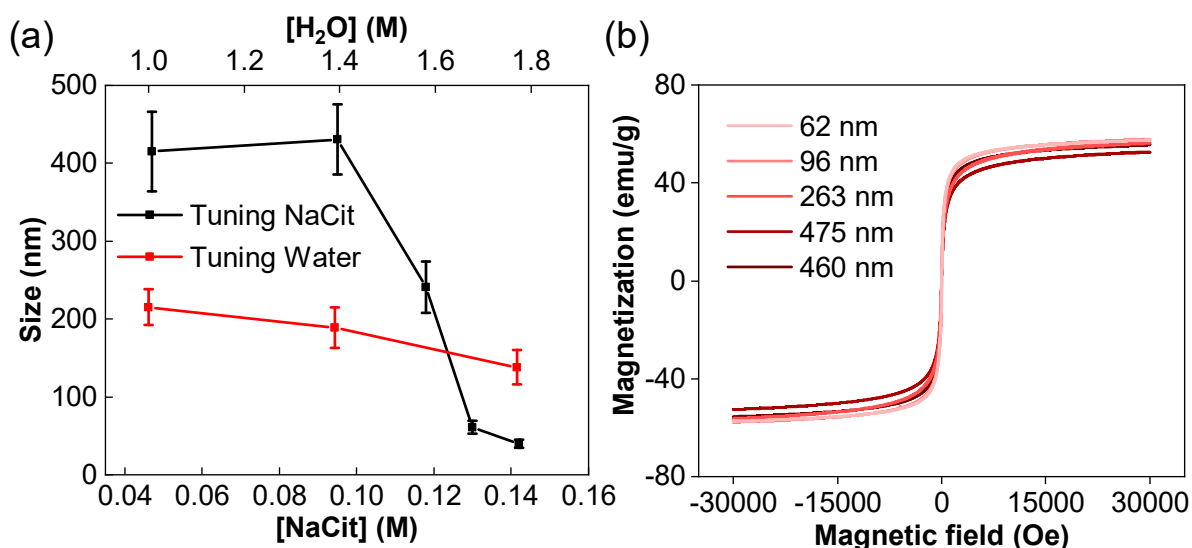 (a)
[H₂O] (M)
1.0 1.2 1.4 1.6 1.8
500
400
300
200
100
0
Size (nm)
Tuning NaCit
Tuning Water
0.04 0.06 0.08 0.10 0.12 0.14 0.16
[NaCit] (M)
(b)
80
40
0
-40
-80
Magnetization (emu/g)
62 nm
96 nm
263 nm
475 nm
460 nm
-30000 -15000 0 15000 30000
Magnetic field (Oe)